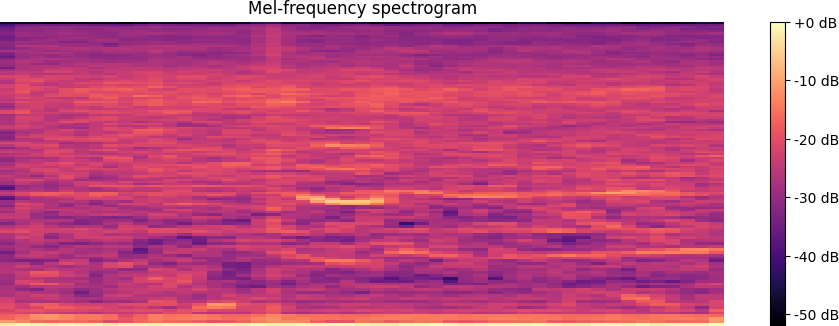 Mel-frequency spectrogram
+0 dB
-10 dB
-20 dB
-30 dB
-40 dB
-50 dB